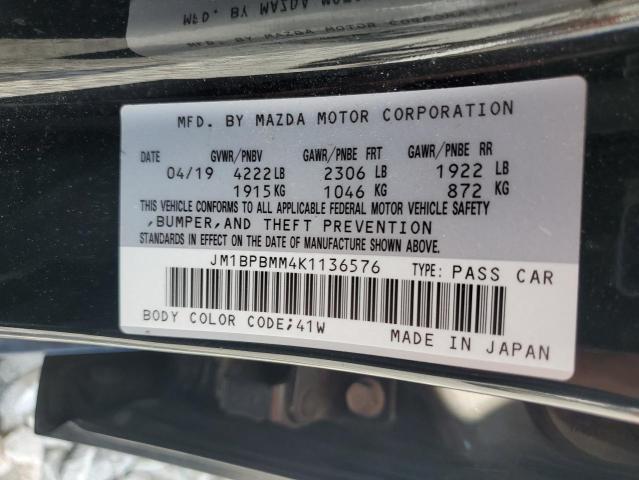 MFD. BY MAZDA MOTOR CORPORATION
DATE GVWR/PNBV GAWR/PNBE FRT GAWR/PNBE RR
04/19 4222 LB 2306 LB 1922 LB
1915 KG 1046 KG 872 KG
THIS VEHICLE CONFORMS TO ALL APPLICABLE FEDERAL MOTOR VEHICLE SAFETY
,BUMPER,AND THEFT PREVENTION
STANDARDS IN EFFECT ON THE DATE OF MANUFACTURE SHOWN ABOVE.
JM1BPBMM4K1136576 TYPE: PASS CAR
BODY COLOR CODE;41W MADE IN JAPAN